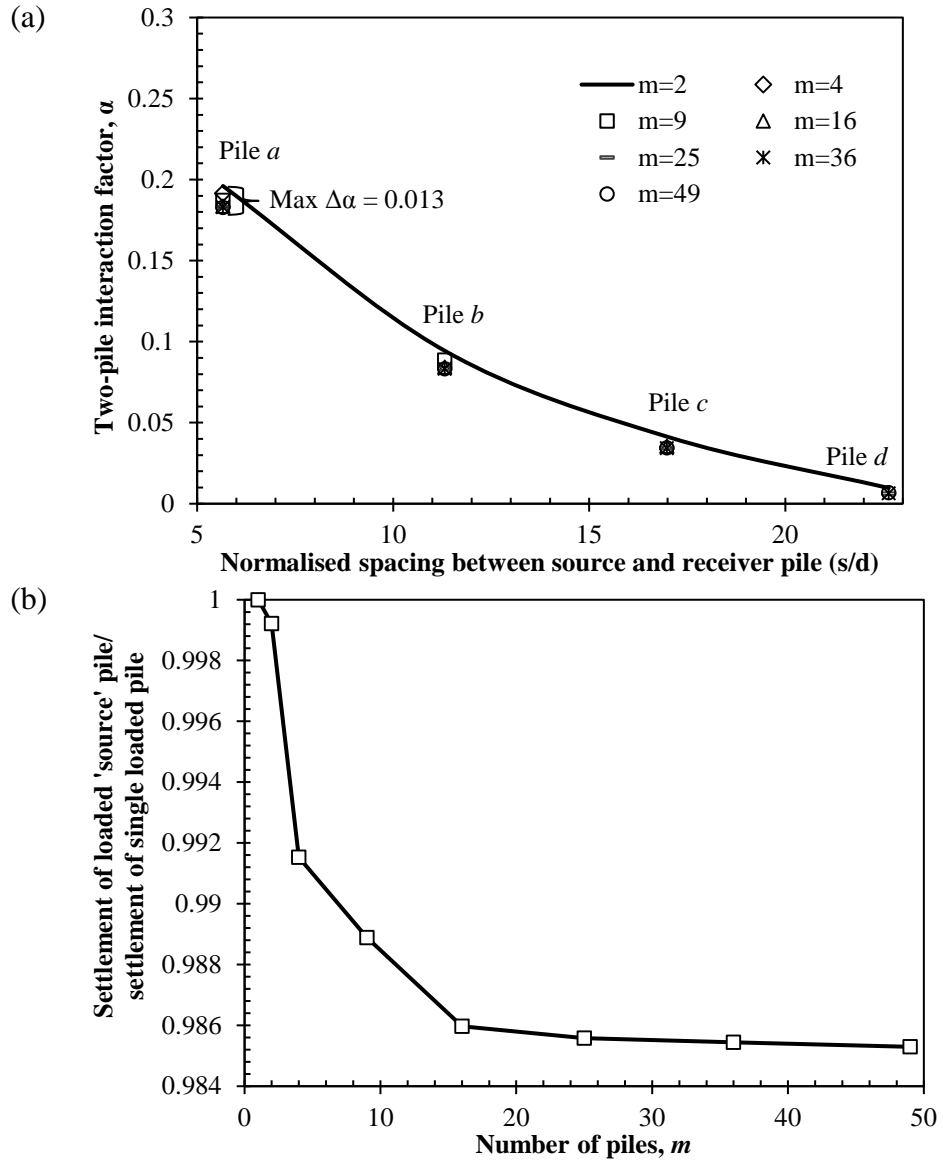 (a)
0.3
0.25
0.2
0.15
0.1
0.05
0
Two-pile interaction factor, α
m=2
m=4
m=9
m=16
m=25
m=36
m=49
Pile a
Max Δα = 0.013
Pile b
Pile c
Pile d
5
10
15
20
Normalised spacing between source and receiver pile (s/d)
(b)
1
0.998
0.996
0.994
0.992
0.99
0.988
0.986
0.984
Settlement of loaded 'source' pile/
settlement of single loaded pile
0
10
20
30
40
50
Number of piles, m